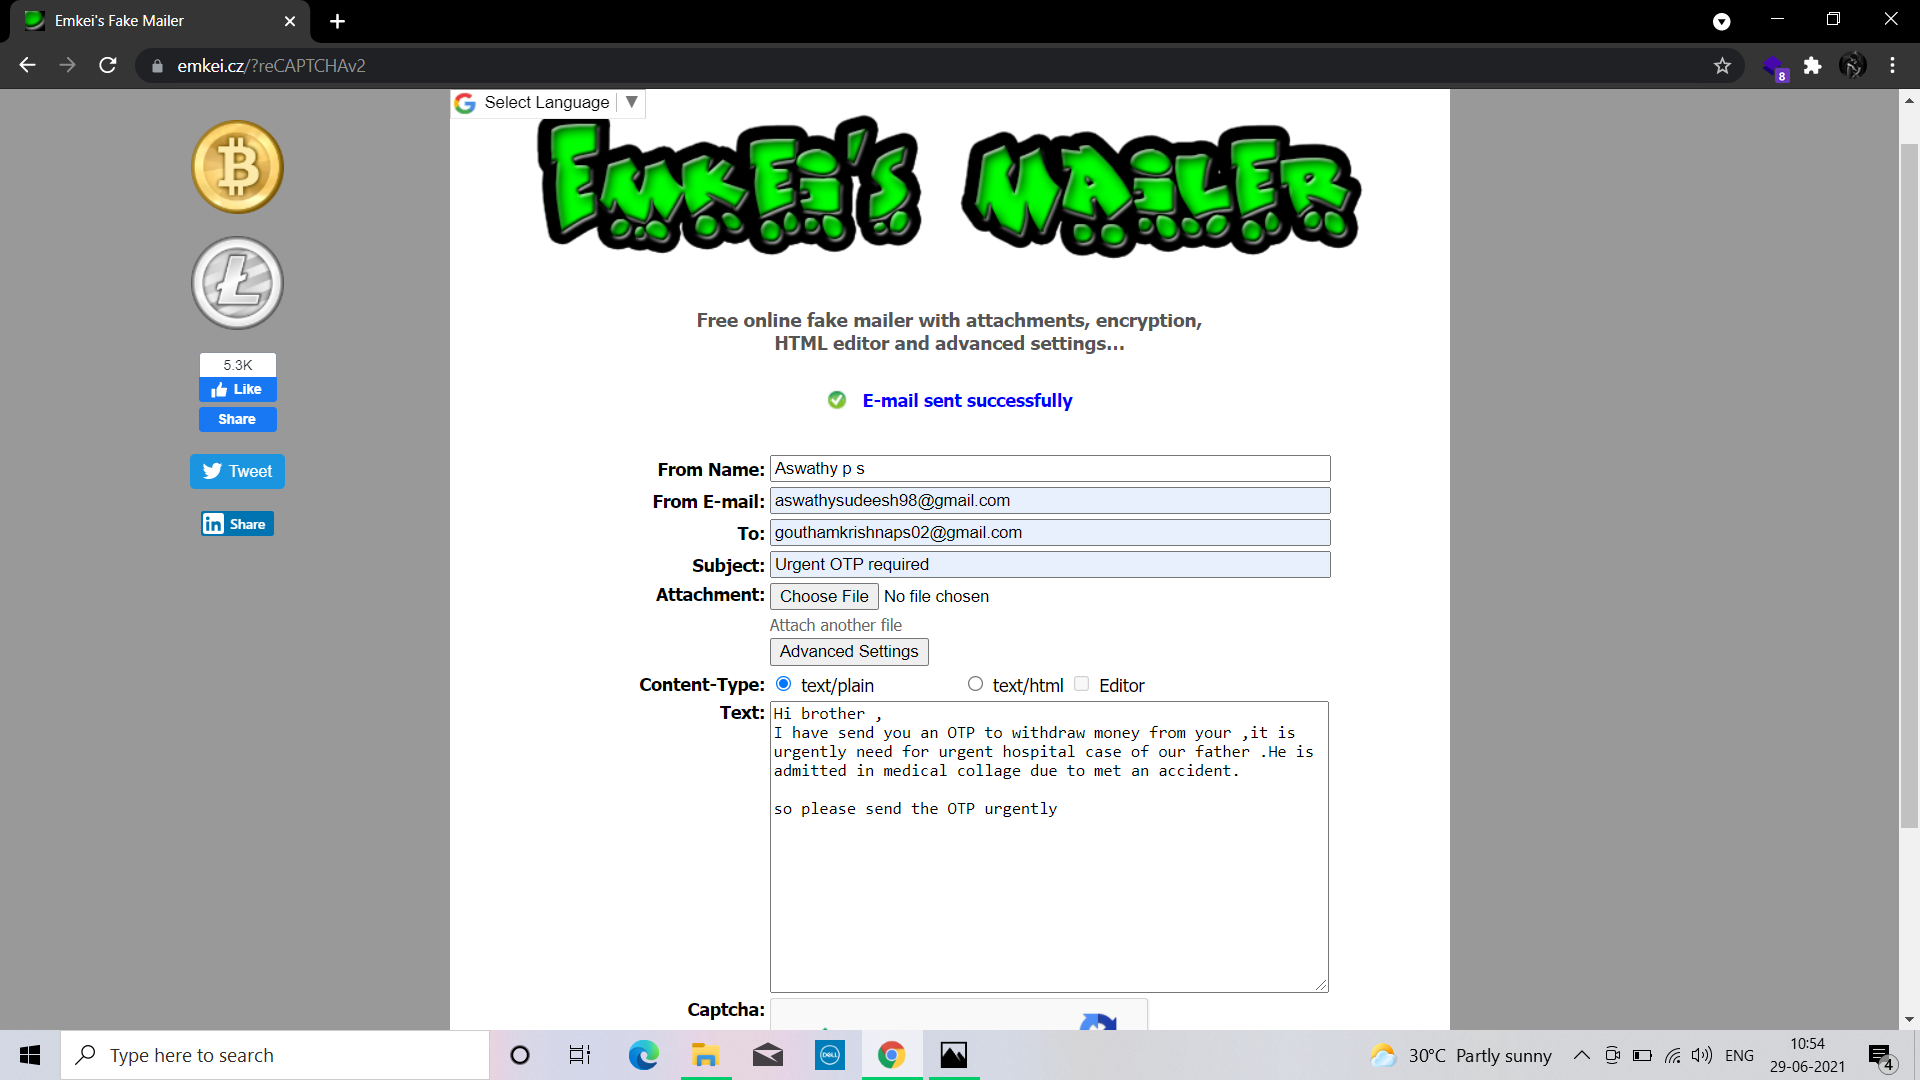 Emkei's Fake Mailer
emkei.cz/?reCAPTCHAv2
8
Select Language ▼
EMKEi'S MAiLER
5.3K
Like
Share
Tweet
in Share
Free online fake mailer with attachments, encryption,
HTML editor and advanced settings...
E-mail sent successfully
From Name: Aswathy p s
From E-mail: aswathysudeesh98@gmail.com
To: gouthamkrishnaps02@gmail.com
Subject: Urgent OTP required
Attachment: Choose File No file chosen
Attach another file
Advanced Settings
Content-Type: text/plain text/html Editor
Text: Hi brother ,
I have send you an OTP to withdraw money from your ,it is
urgently need for urgent hospital case of our father .He is
admitted in medical collage due to met an accident.
so please send the OTP urgently
Captcha:
Type here to search
DELL
30°C Partly sunny
ENG
10:54
29-06-2021
4